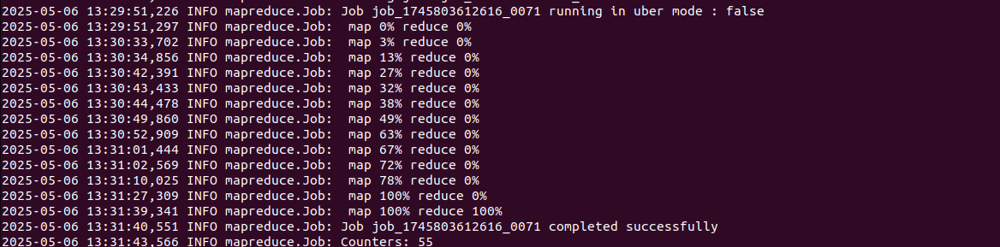 2025-05-06 13:29:51,226 INFO mapreduce.Job: Job job_1745803612616_0071 running in uber mode : false
2025-05-06 13:29:51,297 INFO mapreduce.Job:  map 0% reduce 0%
2025-05-06 13:30:33,702 INFO mapreduce.Job:  map 3% reduce 0%
2025-05-06 13:30:34,856 INFO mapreduce.Job:  map 13% reduce 0%
2025-05-06 13:30:42,391 INFO mapreduce.Job:  map 27% reduce 0%
2025-05-06 13:30:43,433 INFO mapreduce.Job:  map 32% reduce 0%
2025-05-06 13:30:44,478 INFO mapreduce.Job:  map 38% reduce 0%
2025-05-06 13:30:49,860 INFO mapreduce.Job:  map 49% reduce 0%
2025-05-06 13:30:52,909 INFO mapreduce.Job:  map 63% reduce 0%
2025-05-06 13:31:01,444 INFO mapreduce.Job:  map 67% reduce 0%
2025-05-06 13:31:02,569 INFO mapreduce.Job:  map 72% reduce 0%
2025-05-06 13:31:10,025 INFO mapreduce.Job:  map 78% reduce 0%
2025-05-06 13:31:27,309 INFO mapreduce.Job:  map 100% reduce 0%
2025-05-06 13:31:39,341 INFO mapreduce.Job:  map 100% reduce 100%
2025-05-06 13:31:40,551 INFO mapreduce.Job: Job job_1745803612616_0071 completed successfully
2025-05-06 13:31:43,566 INFO mapreduce.Job: Counters: 55